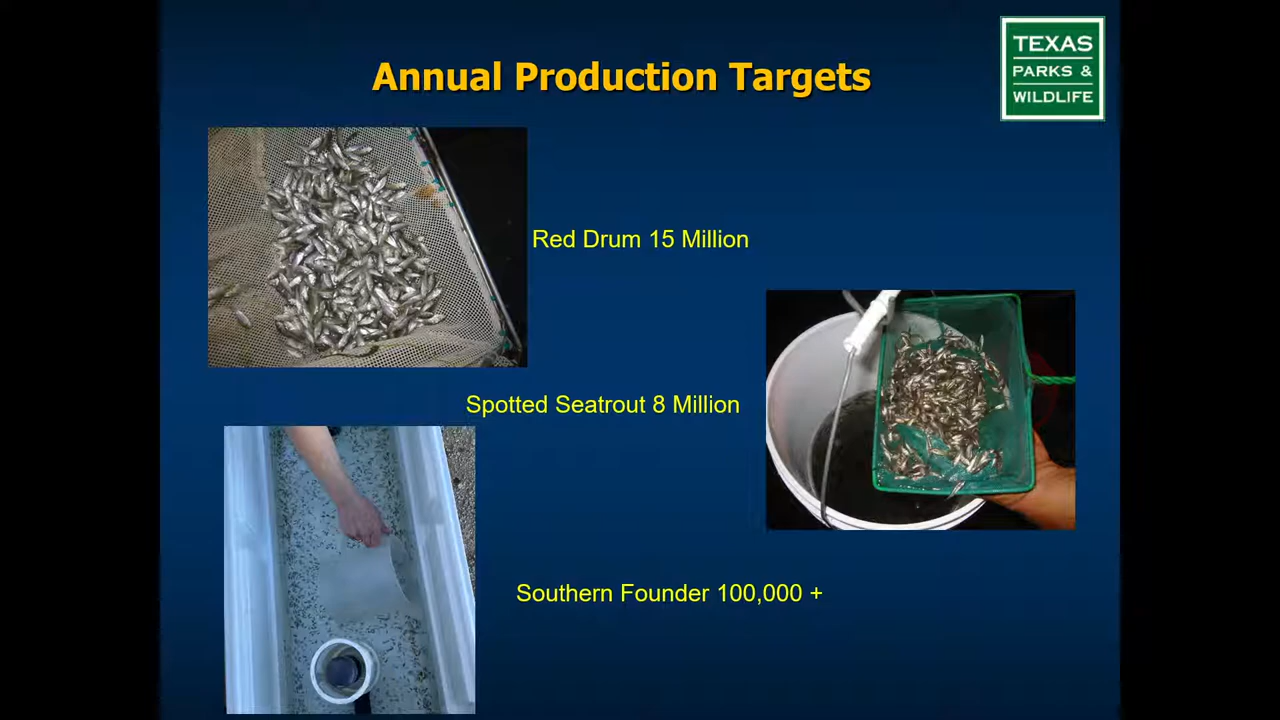 Annual Production Targets
TEXAS
PARKS &
WILDLIFE
Red Drum 15 Million
Spotted Seatrout 8 Million
Southern Founder 100,000 +